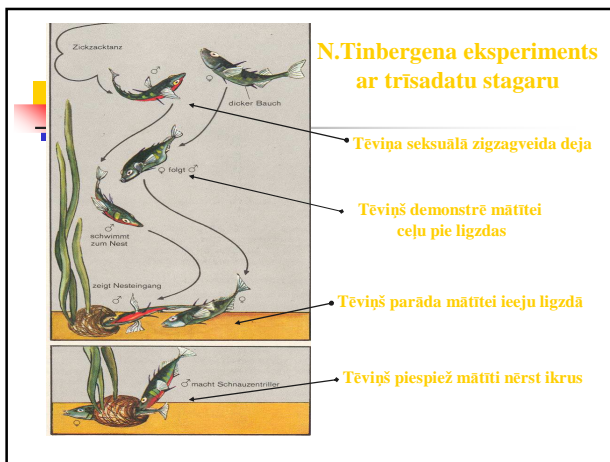 N.Tinbergena eksperiments
ar trīsadatu stagaru
Zickzacktanz
♂
♀
dicker Bauch
Tēviņa seksuālā zigzagveida deja
♀ folgt ♂
Tēviņš demonstrē mātītei
ceļu pie ligzdas
♂
schwimmt
zum Nest
zeigt Nesteingang
♂
♀
Tēviņš parāda mātītei ieeju ligzdā
♂ macht Schnauzentriller
Tēviņš piespiež mātīti nērst ikrus
♀